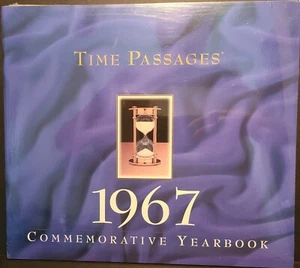 TIME PASSAGES®
1967
COMMEMORATIVE YEARBOOK